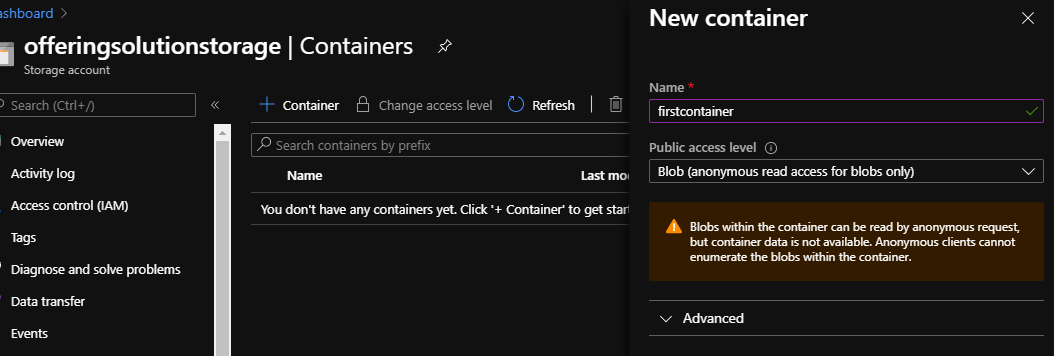 ashboard >
offeringsolutionstorage | Containers
Storage account
Search (Ctrl+/)
«
Overview
Activity log
Access control (IAM)
Tags
Diagnose and solve problems
Data transfer
Events
+ Container
Change access level
Refresh
Search containers by prefix
Name
Last mo
You don't have any containers yet. Click '+ Container' to get start
New container
Name *
firstcontainer
Public access level
Blob (anonymous read access for blobs only)
Blobs within the container can be read by anonymous request,
but container data is not available. Anonymous clients cannot
enumerate the blobs within the container.
Advanced